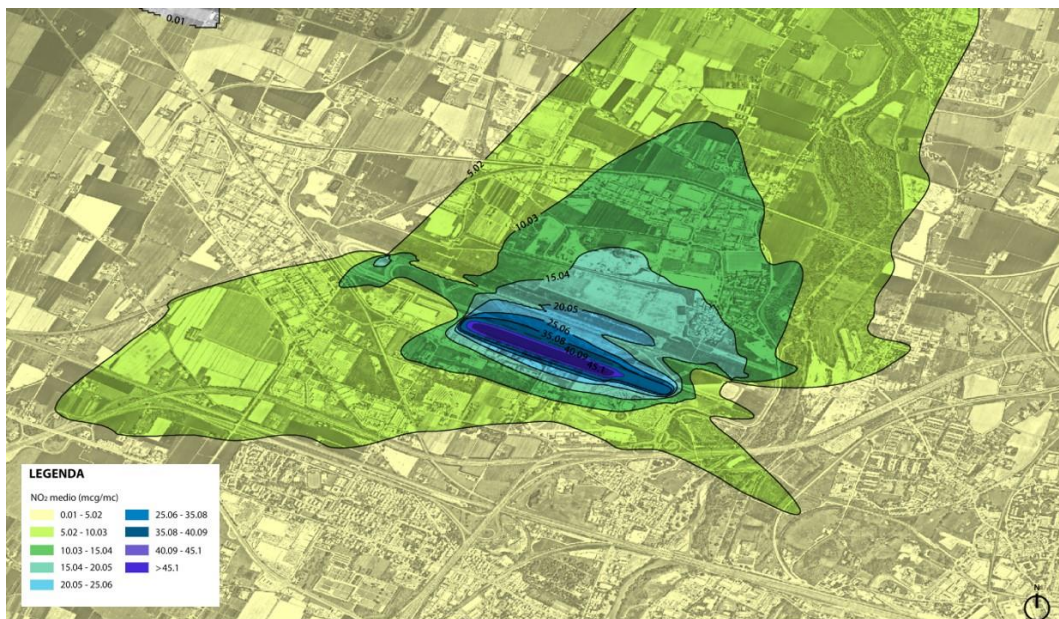 0.01
5.02
10.03
15.04
20.05
25.06
35.08
40.09
45.1
LEGENDA
NO₂ medio (mcg/mc)
0.01 - 5.02
5.02 - 10.03
10.03 - 15.04
15.04 - 20.05
20.05 - 25.06
25.06 - 35.08
35.08 - 40.09
40.09 - 45.1
>45.1
N